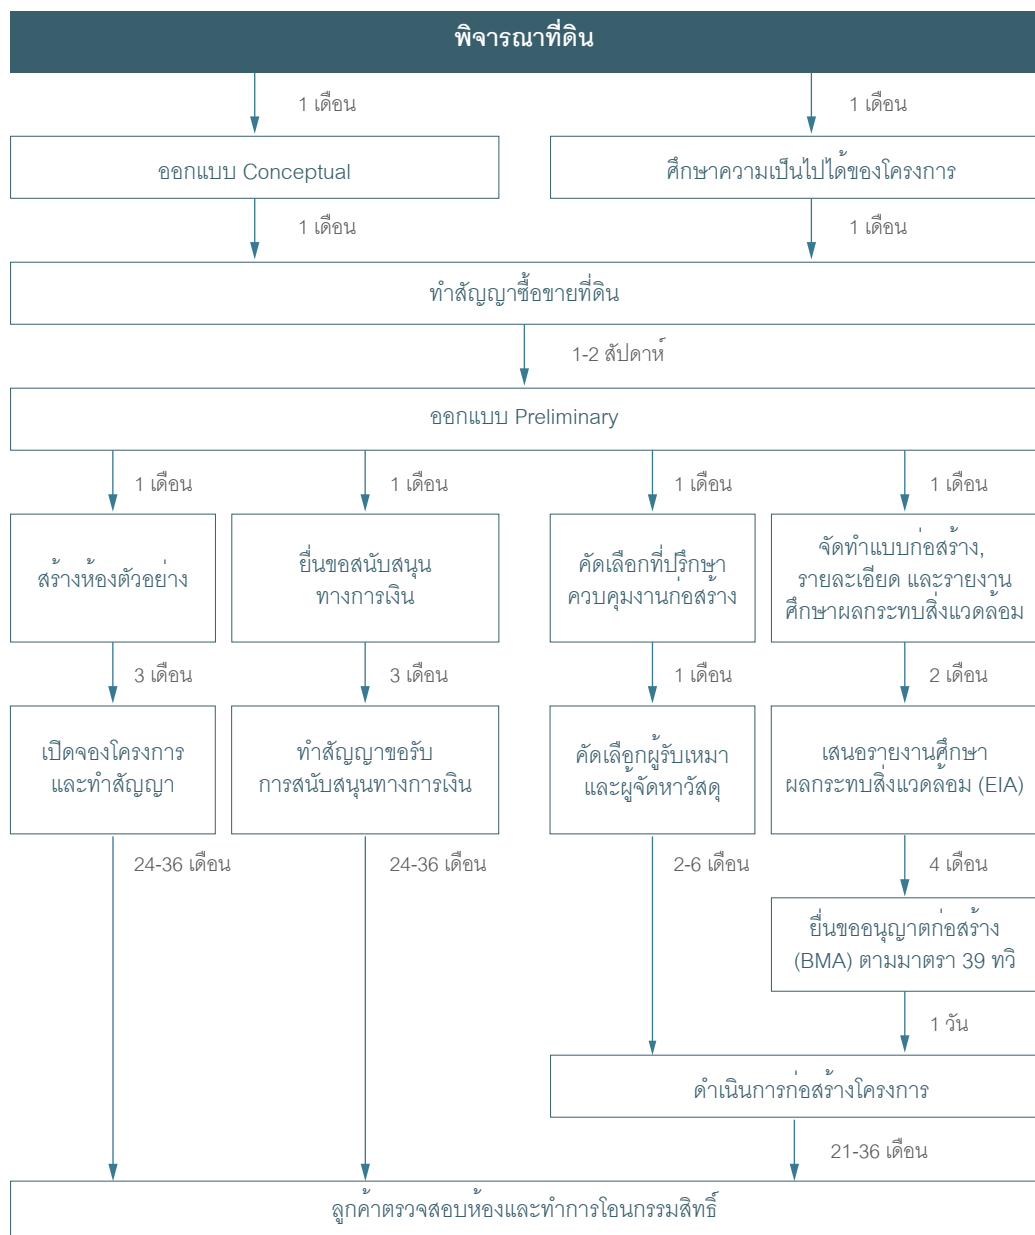 พิจารณาที่ดิน
1 เดือน
1 เดือน
ออกแบบ Conceptual
ศึกษาความเป็นไปได้ของโครงการ
1 เดือน
1 เดือน
ทำสัญญาซื้อขายที่ดิน
1-2 สัปดาห์
ออกแบบ Preliminary
1 เดือน
1 เดือน
1 เดือน
1 เดือน
สร้างห้องตัวอย่าง
ยื่นขอสนับสนุน
ทางการเงิน
คัดเลือกที่ปรึกษา
ควบคุมงานก่อสร้าง
จัดทำแบบก่อสร้าง,
รายละเอียด และรายงาน
ศึกษาผลกระทบสิ่งแวดล้อม
3 เดือน
3 เดือน
1 เดือน
2 เดือน
เปิดจองโครงการ
และทำสัญญา
ทำสัญญาขอรับ
การสนับสนุนทางการเงิน
คัดเลือกผู้รับเหมา
และผู้จัดหาวัสดุ
เสนอรายงานศึกษา
ผลกระทบสิ่งแวดล้อม (EIA)
24-36 เดือน
24-36 เดือน
2-6 เดือน
4 เดือน
ยื่นขออนุญาตก่อสร้าง
(BMA) ตามมาตรา 39 ทวิ
1 วัน
ดำเนินการก่อสร้างโครงการ
21-36 เดือน
ลูกค้าตรวจสอบห้องและทำการโอนกรรมสิทธิ์